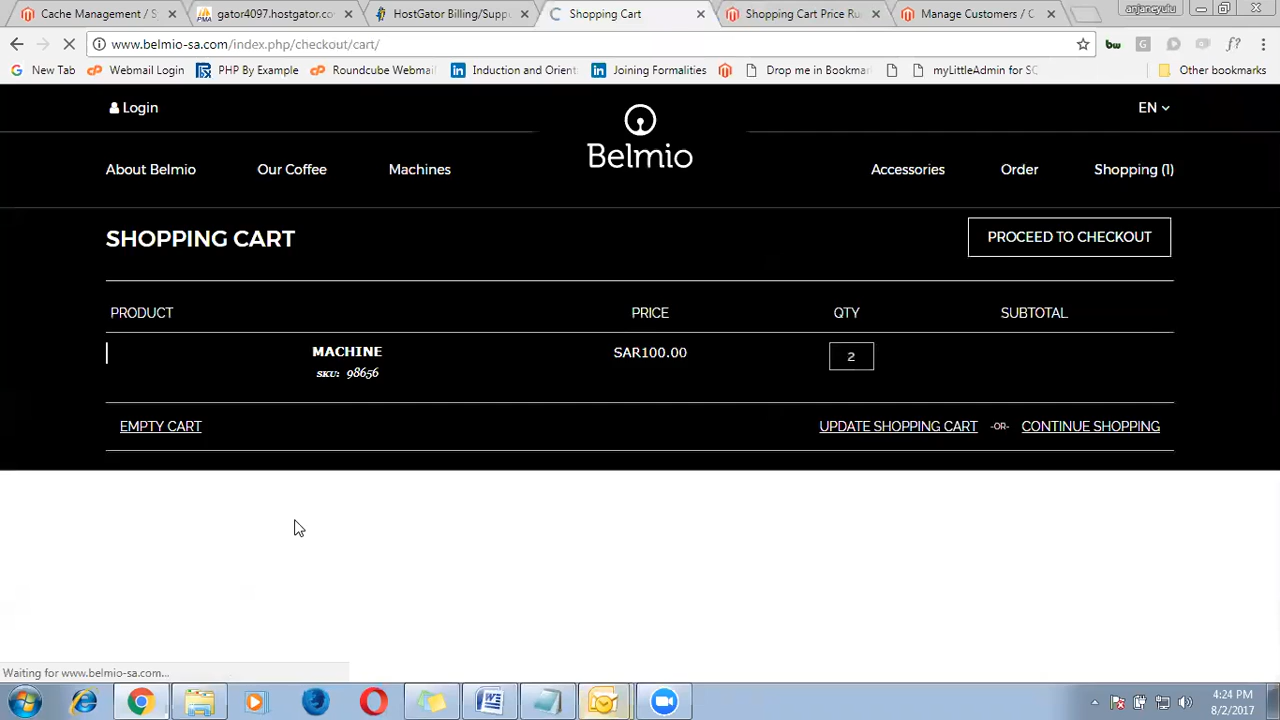 Cache Management / S
gator4097.hostgator.co
HostGator Billing/Suppo
Shopping Cart
Shopping Cart Price Ru
Manage Customers / C
anjaneyulu
www.belmio-sa.com/index.php/checkout/cart/
New Tab
Webmail Login
PHP By Example
Roundcube Webmail
Induction and Orient
Joining Formalities
Drop me in Bookmar
myLittleAdmin for SQ
Other bookmarks
Login
EN
Belmio
About Belmio
Our Coffee
Machines
Accessories
Order
Shopping (1)
SHOPPING CART
PROCEED TO CHECKOUT
PRODUCT PRICE QTY SUBTOTAL
MACHINE SAR100.00 2
SKU: 98656
EMPTY CART UPDATE SHOPPING CART -OR- CONTINUE SHOPPING
Waiting for www.belmio-sa.com...
4:24 PM
8/2/2017